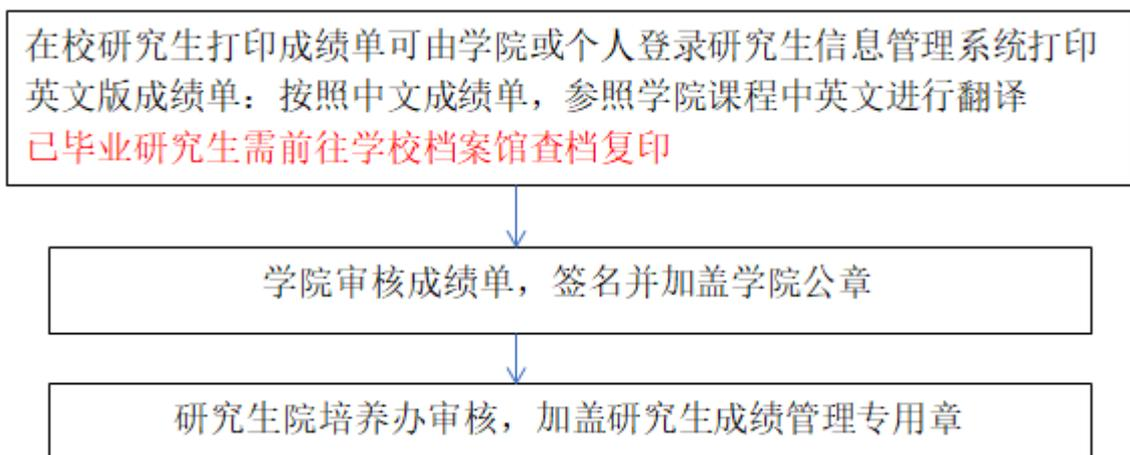 在校研究生打印成绩单可由学院或个人登录研究生信息管理系统打印
英文版成绩单：按照中文成绩单，参照学院课程中英文进行翻译
已毕业研究生需前往学校档案馆查档复印
学院审核成绩单，签名并加盖学院公章
研究生院培养办审核，加盖研究生成绩管理专用章